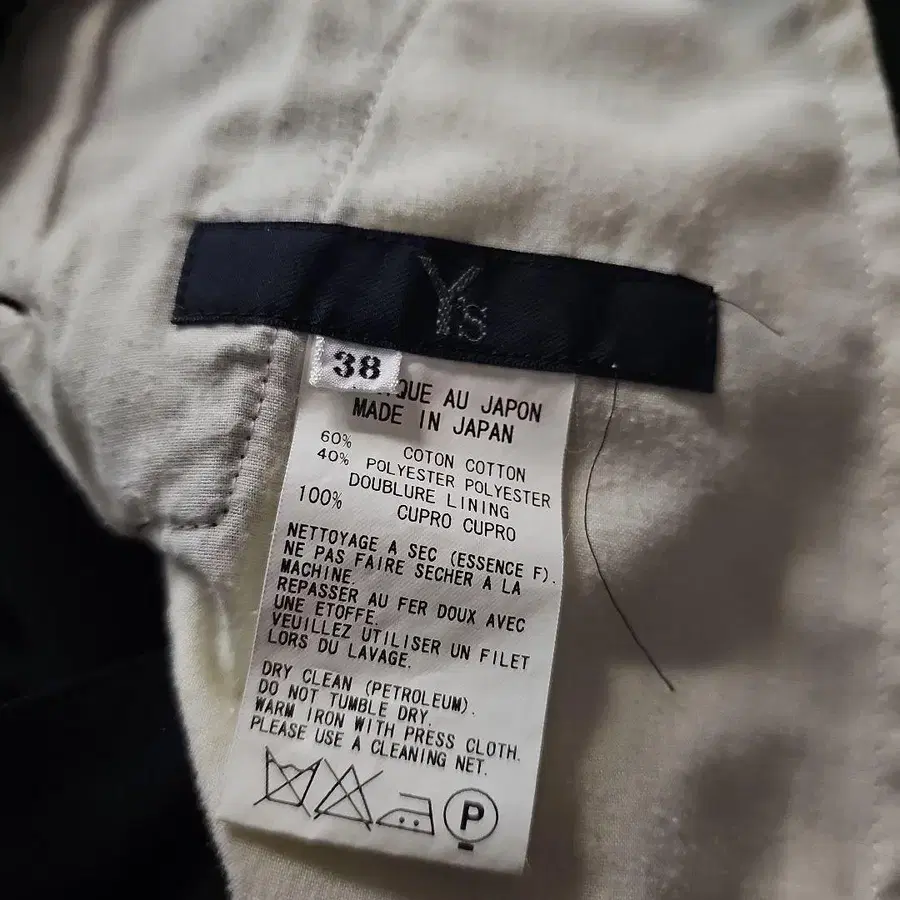 Y's
38
QUE AU JAPON
MADE IN JAPAN
60% COTON COTTON
40% POLYESTER POLYESTER
DOUBLURE LINING
100% CUPRO CUPRO
NETTOYAGE A SEC (ESSENCE F).
NE PAS FAIRE SECHER A LA
MACHINE.
REPASSER AU FER DOUX AVEC
UNE ETOFFE.
VEUILLEZ UTILISER UN FILET
LORS DU LAVAGE.
DRY CLEAN (PETROLEUM).
DO NOT TUMBLE DRY.
WARM IRON WITH PRESS CLOTH.
PLEASE USE A CLEANING NET.
P